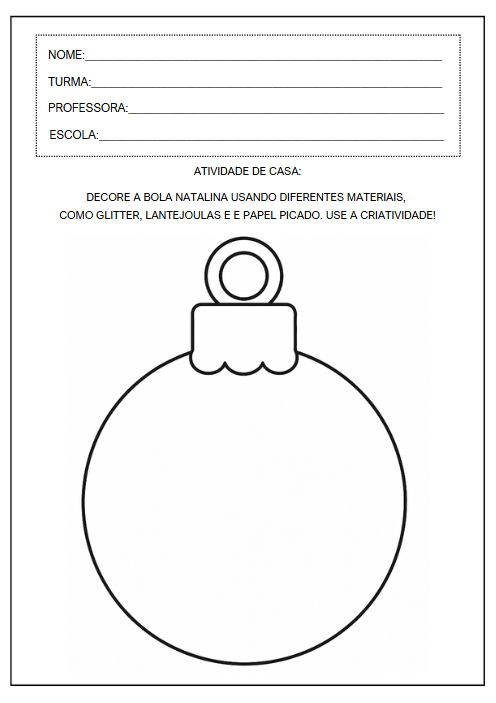 NOME:
TURMA:
PROFESSORA:
ESCOLA:
ATIVIDADE DE CASA:
DECORE A BOLA NATALINA USANDO DIFERENTES MATERIAIS,
COMO GLITTER, LANTEJOULAS E E PAPEL PICADO. USE A CRIATIVIDADE!